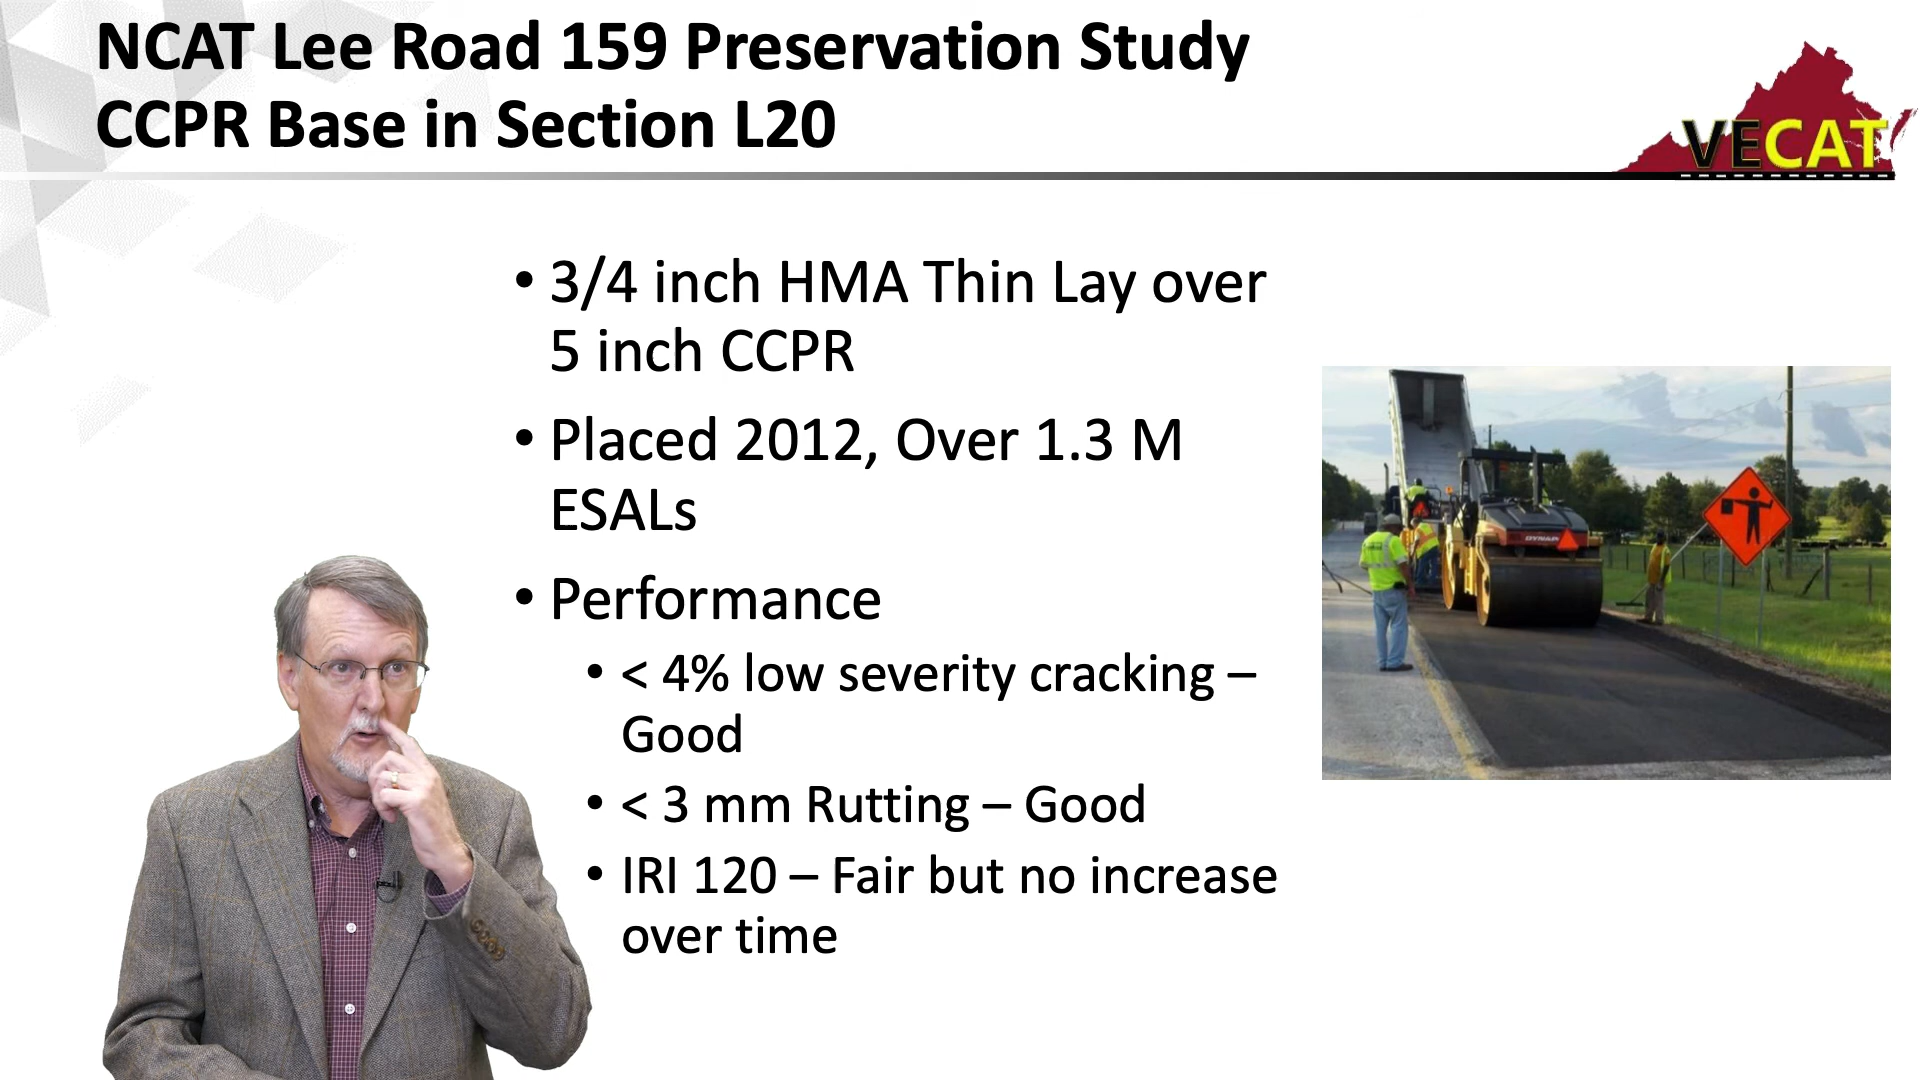 NCAT Lee Road 159 Preservation Study
CCPR Base in Section L20
VECAT
• 3/4 inch HMA Thin Lay over
5 inch CCPR
• Placed 2012, Over 1.3 M
ESALs
• Performance
• < 4% low severity cracking –
Good
• < 3 mm Rutting – Good
• IRI 120 – Fair but no increase
over time
DYNAPAC